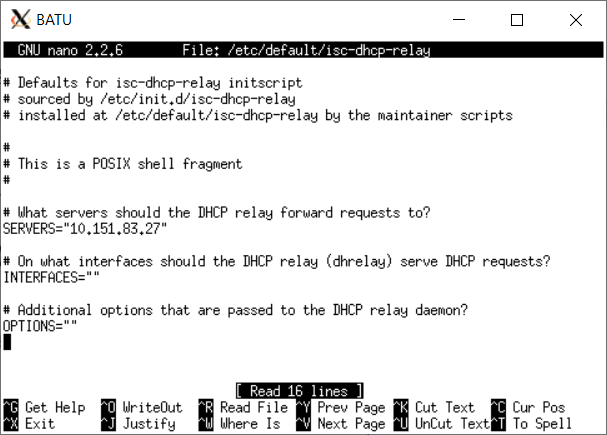 BATU
GNU nano 2.2.6 File: /etc/default/isc-dhcp-relay
# Defaults for isc-dhcp-relay initscript
# sourced by /etc/init.d/isc-dhcp-relay
# installed at /etc/default/isc-dhcp-relay by the maintainer scripts
#
# This is a POSIX shell fragment
#
# What servers should the DHCP relay forward requests to?
SERVERS="10.151.83.27"
# On what interfaces should the DHCP relay (dhrelay) serve DHCP requests?
INTERFACES=""
# Additional options that are passed to the DHCP relay daemon?
OPTIONS=""
[ Read 16 lines ]
^G Get Help ^O WriteOut ^R Read File ^Y Prev Page ^K Cut Text ^C Cur Pos
^X Exit ^J Justify ^W Where Is ^V Next Page ^U UnCut Text ^T To Spell